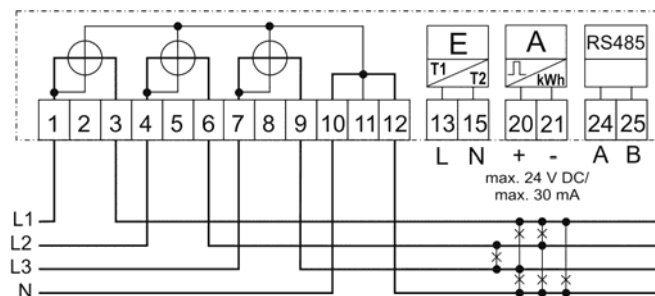 E A RS485
T1 T2 kWh
1 2 3 4 5 6 7 8 9 10 11 12 13 15 20 21 24 25
L N + - A B
max. 24 V DC/
max. 30 mA
L1
L2
L3
N